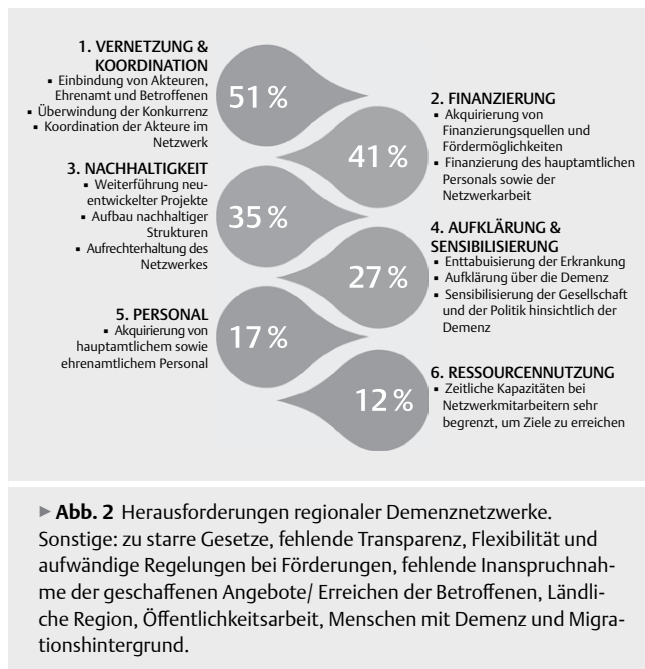 1. VERNETZUNG &
KOORDINATION
▪ Einbindung von Akteuren,
Ehrenamt und Betroffenen
▪ Überwindung der Konkurrenz
▪ Koordination der Akteure im
Netzwerk
51 %
2. FINANZIERUNG
▪ Akquirierung von
Finanzierungsquellen und
Fördermöglichkeiten
▪ Finanzierung des hauptamtlichen
Personals sowie der
Netzwerkarbeit
41 %
3. NACHHALTIGKEIT
▪ Weiterführung neu-
entwickelter Projekte
▪ Aufbau nachhaltiger
Strukturen
▪ Aufrechterhaltung des
Netzwerkes
35 %
4. AUFKLÄRUNG &
SENSIBILISIERUNG
▪ Enttabuisierung der Erkrankung
▪ Aufklärung über die Demenz
▪ Sensibilisierung der Gesellschaft
und der Politik hinsichtlich der
Demenz
27 %
5. PERSONAL
▪ Akquirierung von
hauptamtlichem sowie
ehrenamtlichem Personal
17 %
6. RESSOURCENNUTZUNG
▪ Zeitliche Kapazitäten bei
Netzwerkmitarbeitern sehr
begrenzt, um Ziele zu erreichen
12 %
► Abb. 2 Herausforderungen regionaler Demenznetzwerke.
Sonstige: zu starre Gesetze, fehlende Transparenz, Flexibilität und
aufwändige Regelungen bei Förderungen, fehlende Inanspruchnah-
me der geschaffenen Angebote/ Erreichen der Betroffenen, Ländli-
che Region, Öffentlichkeitsarbeit, Menschen mit Demenz und Migra-
tionshintergrund.